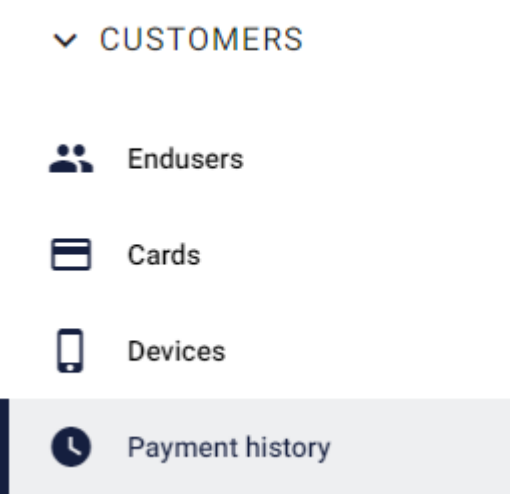 CUSTOMERS
Endusers
Cards
Devices
Payment history